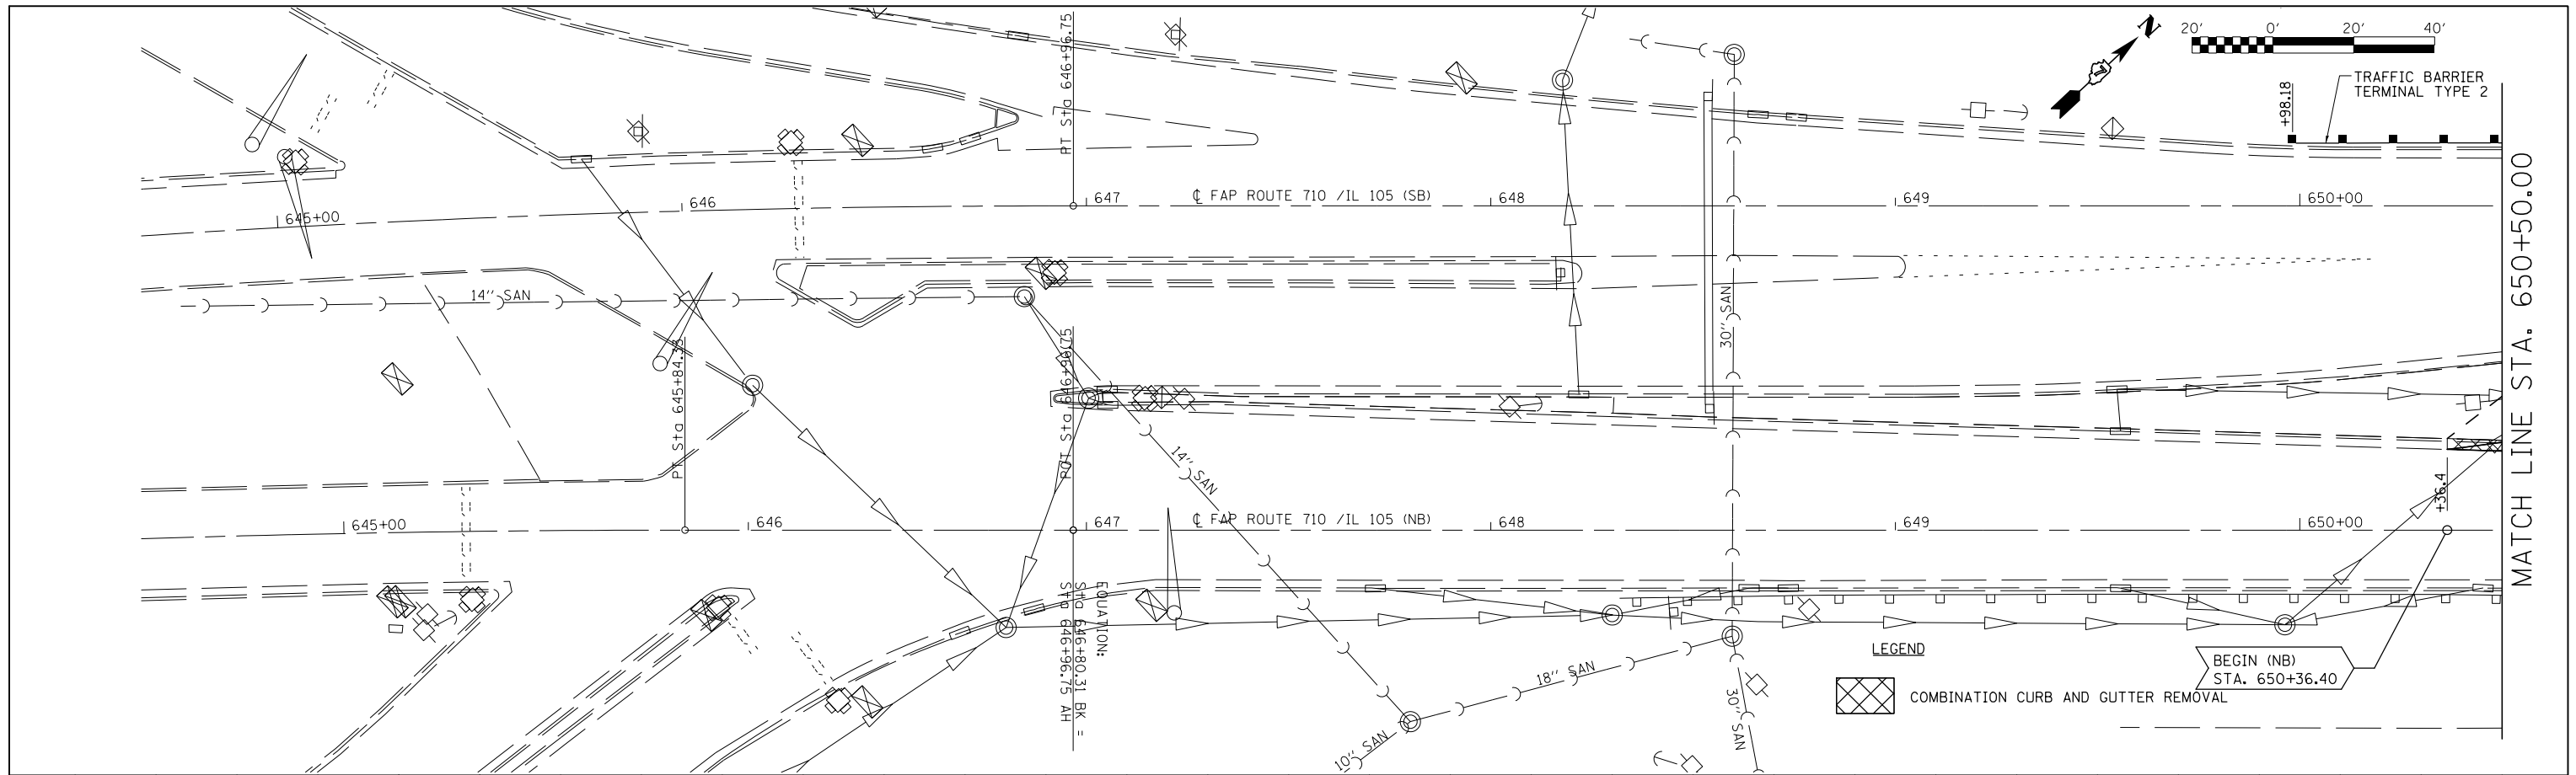 N
20' 0' 20' 40'
TRAFFIC BARRIER
TERMINAL TYPE 2
+98.18
PT Sta 646+96.75
645+00
646
647
℄ FAP ROUTE 710 /IL 105 (SB)
648
649
650+00
MATCH LINE STA. 650+50.00
14'' SAN
30'' SAN
PT Sta 645+84.33
POT Sta 646+96.75
14'' SAN
+36.4
645+00
646
647
℄ FAP ROUTE 710 /IL 105 (NB)
648
649
650+00
EQUATION:
Sta 646+80.31 BK =
Sta 646+96.75 AH
18'' SAN
10'' SAN
30'' SAN
LEGEND
COMBINATION CURB AND GUTTER REMOVAL
BEGIN (NB)
STA. 650+36.40